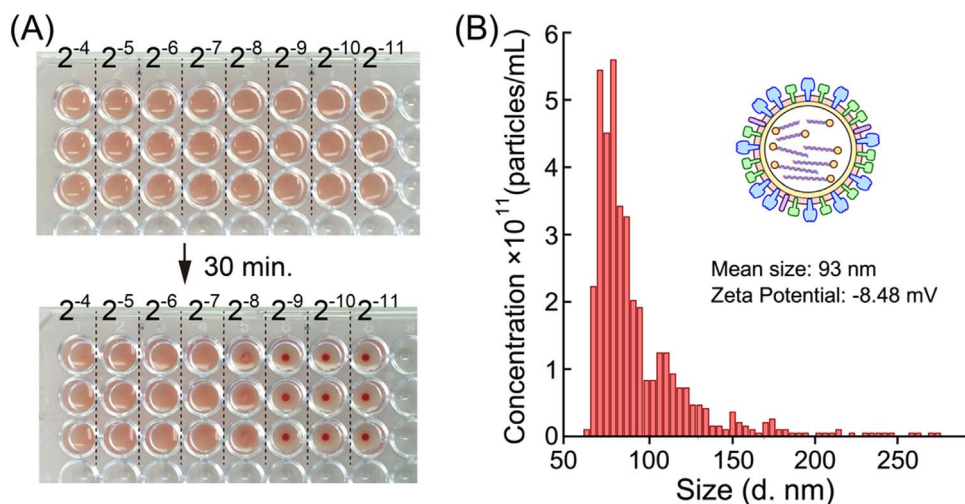 (A)
2-4 2-5 2-6 2-7 2-8 2-9 2-10 2-11
30 min.
2-4 2-5 2-6 2-7 2-8 2-9 2-10 2-11
(B)
Concentration ×10^11(particles/mL)
6
5
4
3
2
1
0
Mean size: 93 nm
Zeta Potential: -8.48 mV
50 100 150 200 250
Size (d. nm)